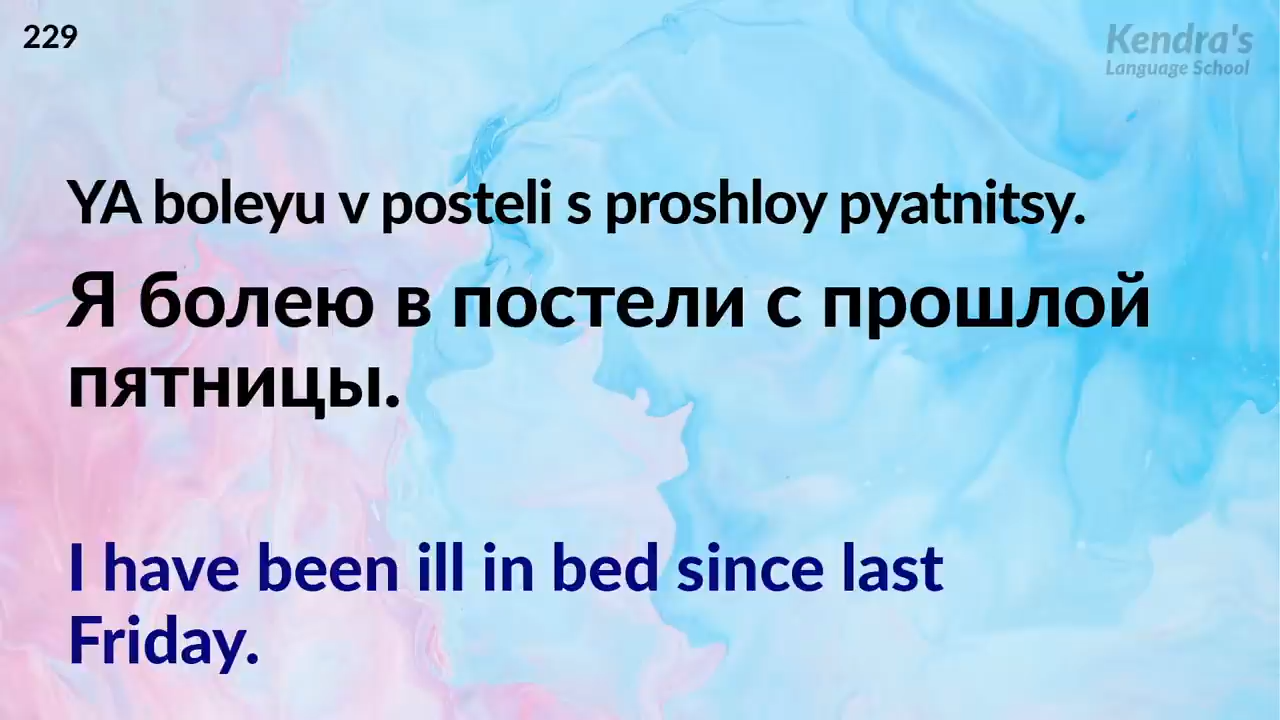 229
Kendra's
Language School
YA boleyu v posteli s proshloy pyatnitsy.
Я болею в постели с прошлой
пятницы.
I have been ill in bed since last
Friday.